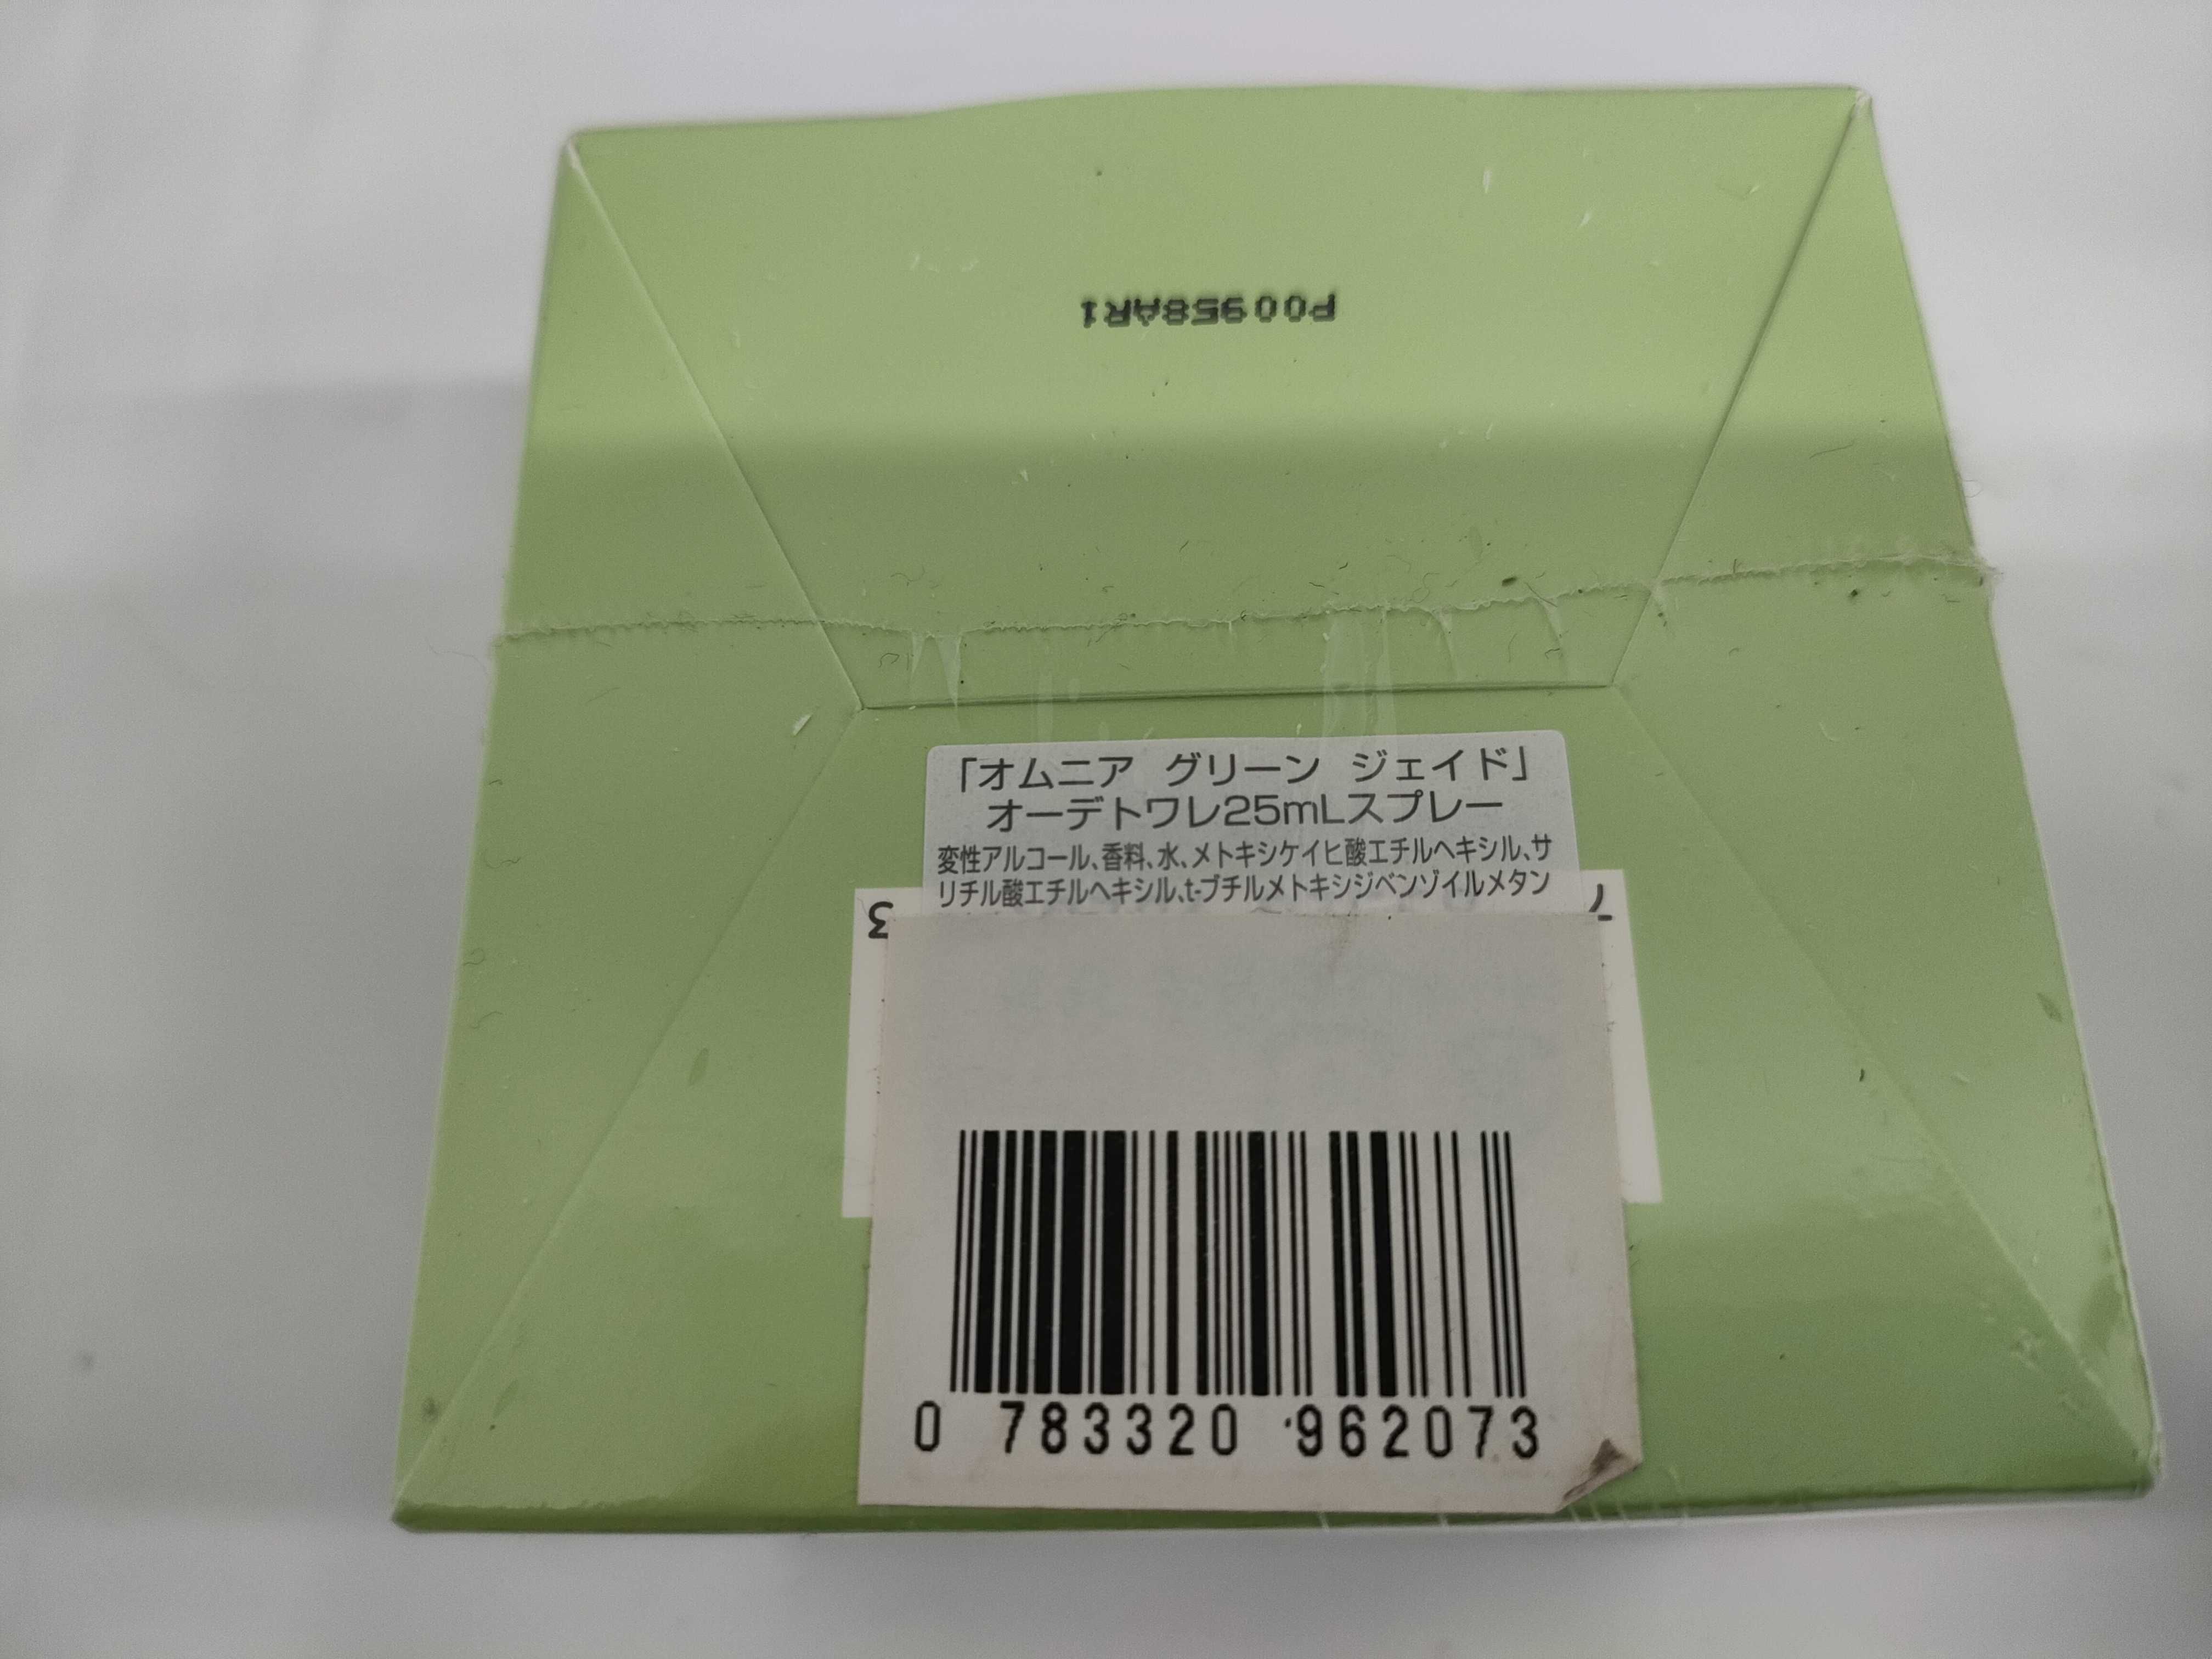 P00958AR1
「オムニア グリーン ジェイド」
オーデトワレ25mLスプレー
変性アルコール、香料、水、メトキシケイヒ酸エチルヘキシル、サ
リチル酸エチルヘキシル、t-ブチルメトキシジベンゾイルメタン
3 7
0 783320 962073